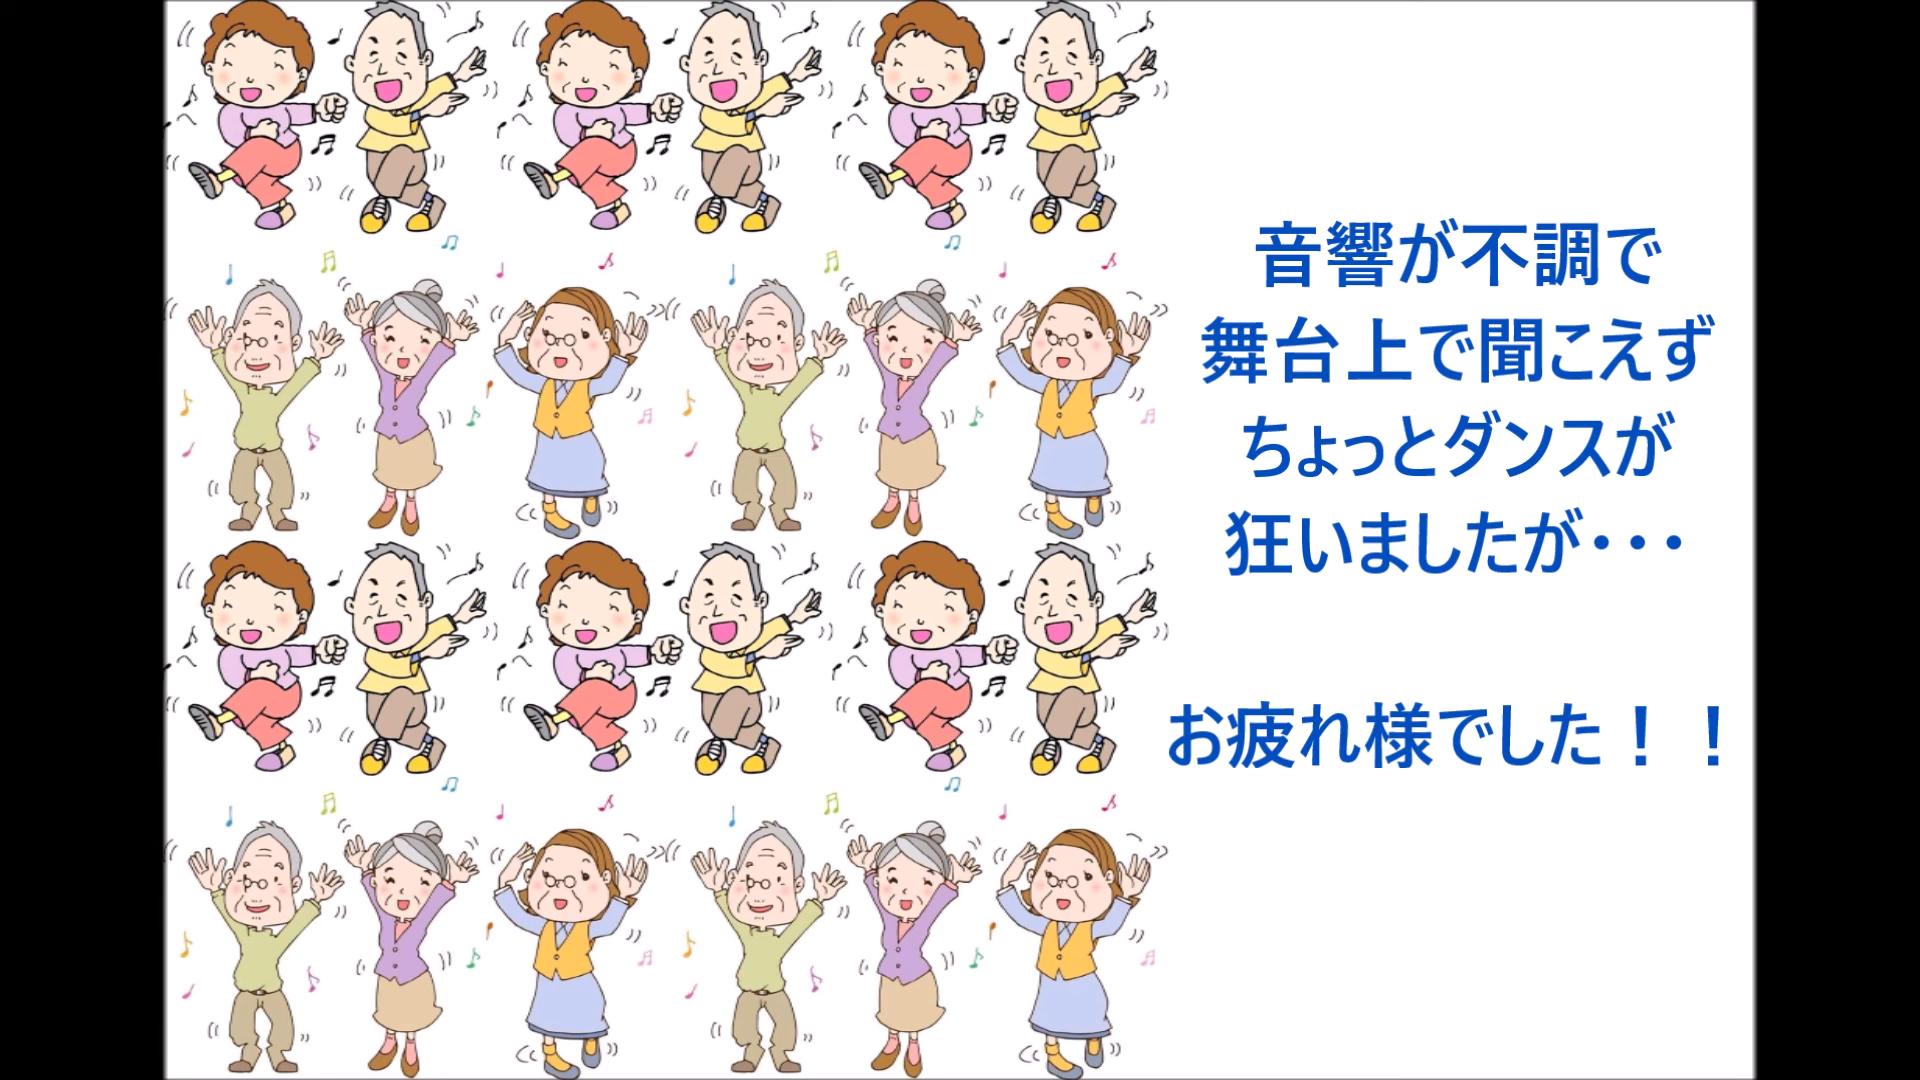 音響が不調で
舞台上で聞こえず
ちょっとダンスが
狂いましたが・・・
お疲れ様でした！！